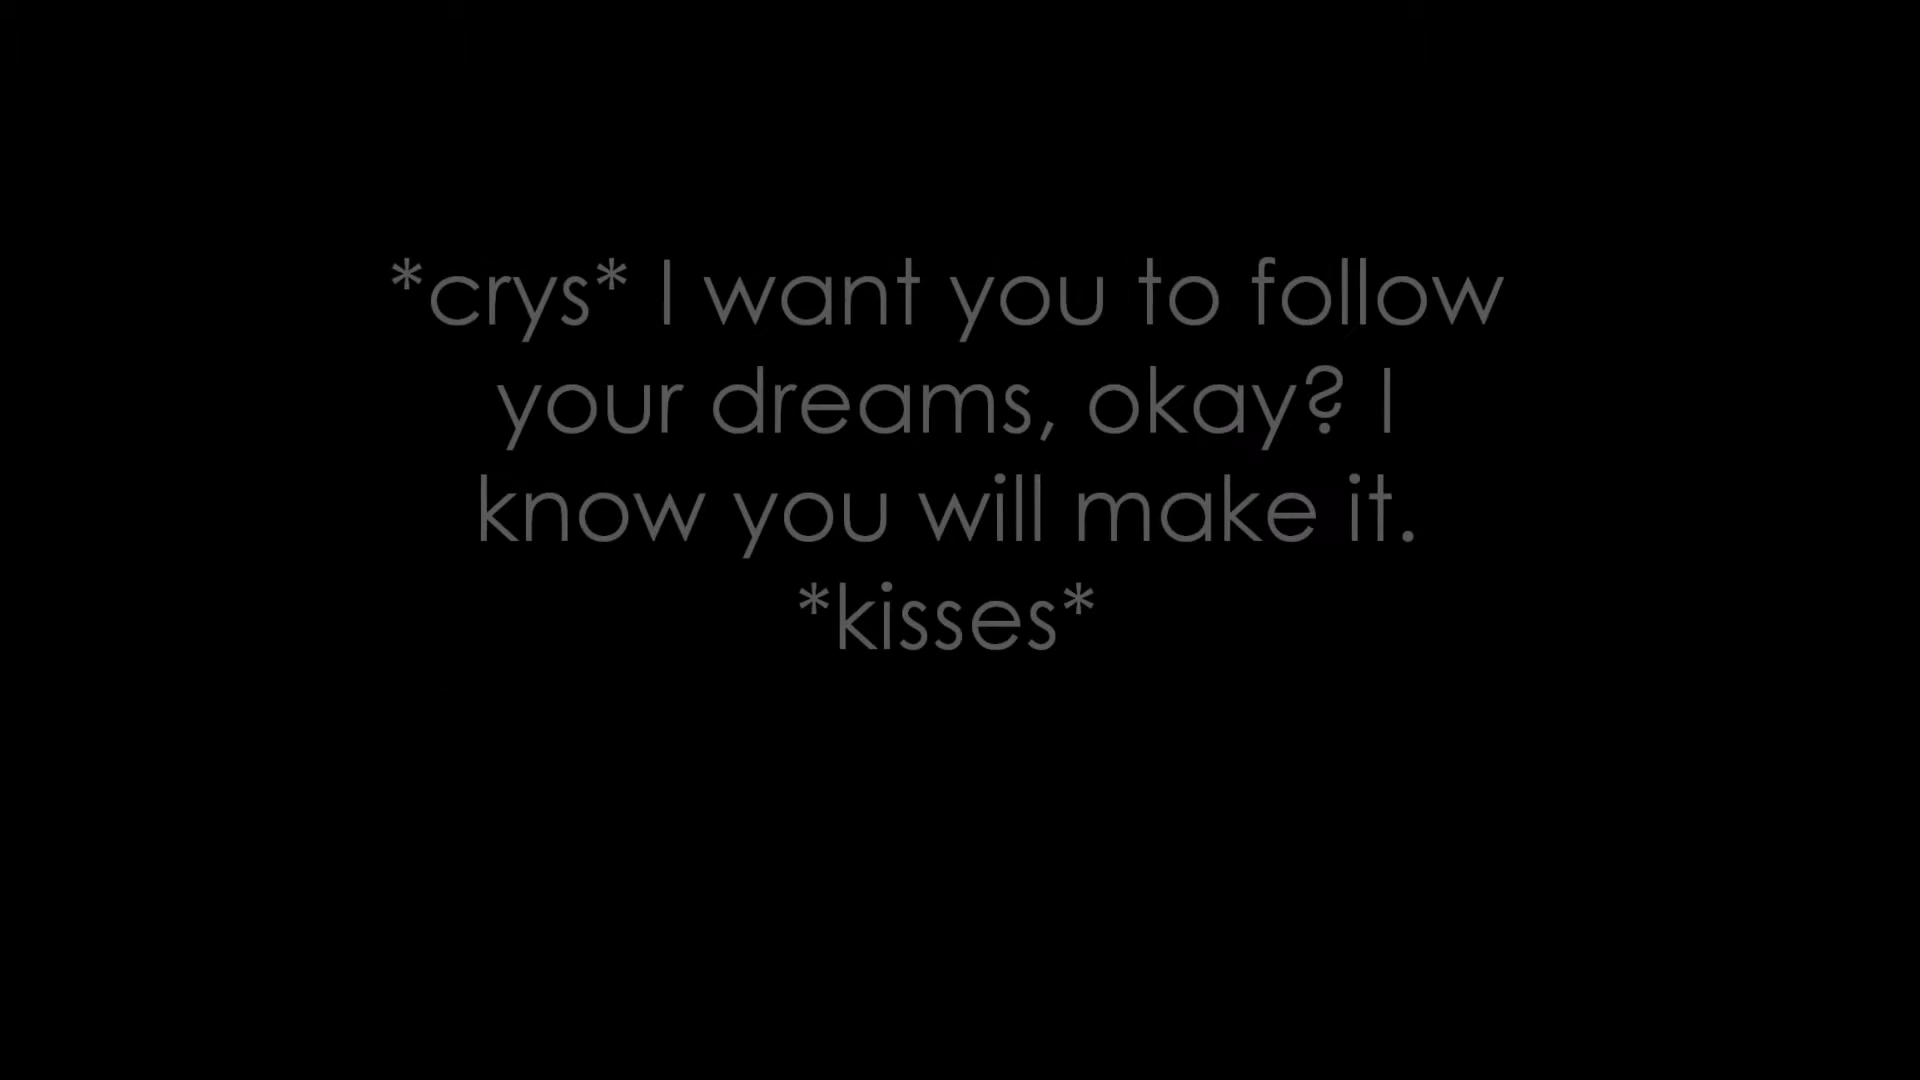 *crys* I want you to follow
your dreams, okay? I
know you will make it.
*kisses*